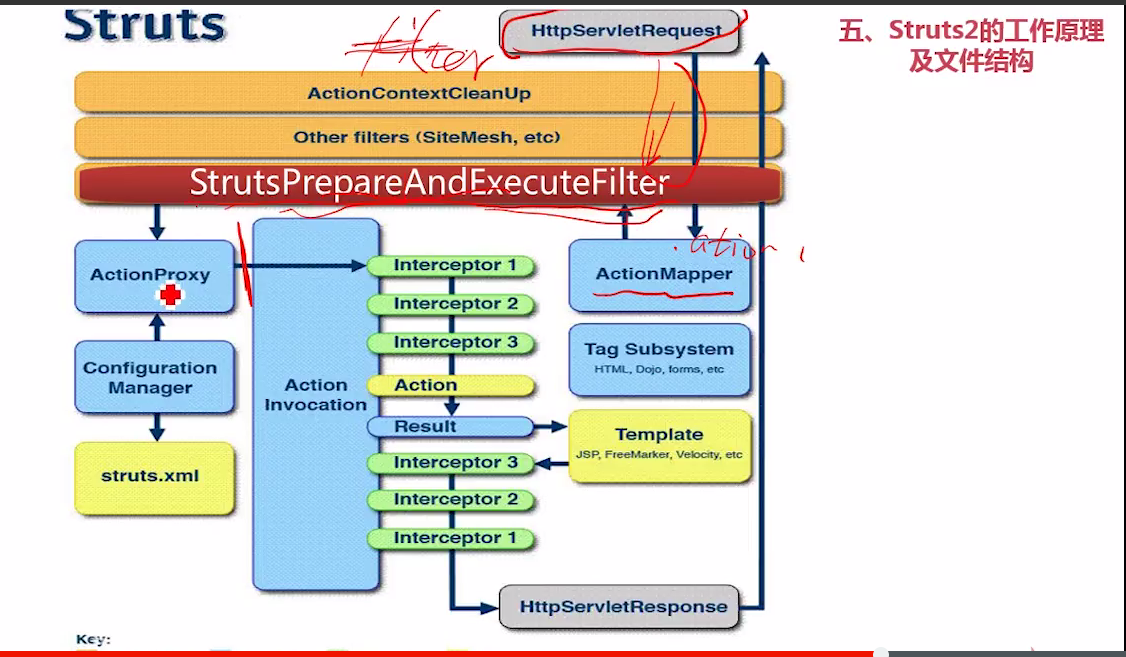 Struts
HttpServletRequest
五、Struts2的工作原理
及文件结构
Filter
ActionContextCleanUp
Other filters (SiteMesh, etc)
StrutsPrepareAndExecuteFilter
.action
ActionProxy
ActionMapper
Configuration
Manager
struts.xml
Action
Invocation
Interceptor 1
Interceptor 2
Interceptor 3
Action
Result
Interceptor 3
Interceptor 2
Interceptor 1
Tag Subsystem
HTML, Dojo, forms, etc
Template
JSP, FreeMarker, Velocity, etc
HttpServletResponse
Key: